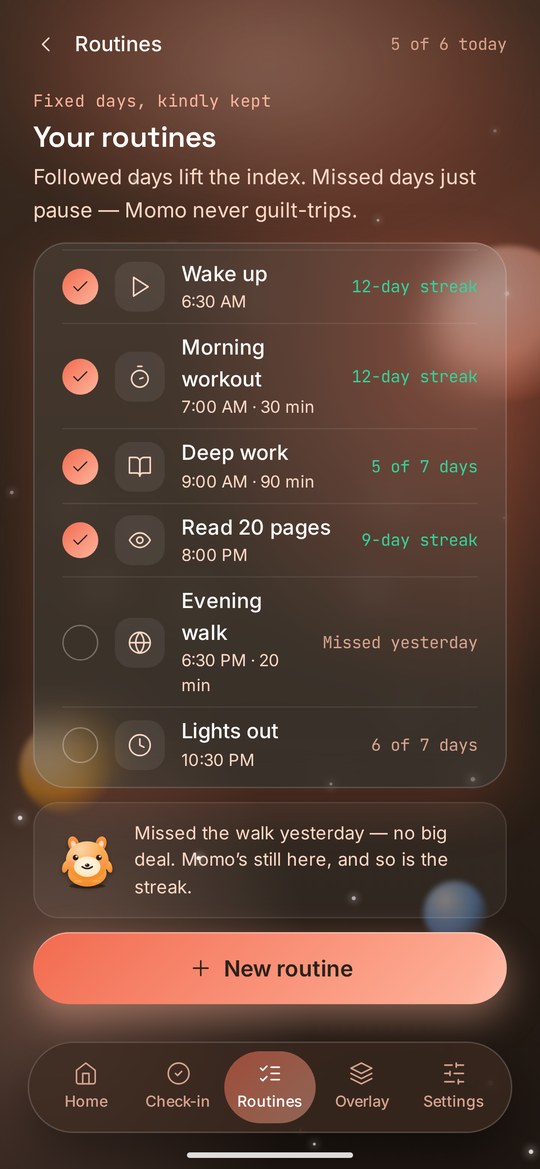 Routines
5 of 6 today
Fixed days, kindly kept
Your routines
Followed days lift the index. Missed days just
pause — Momo never guilt-trips.
Wake up
6:30 AM
12-day streak
Morning
workout
7:00 AM · 30 min
12-day streak
Deep work
9:00 AM · 90 min
5 of 7 days
Read 20 pages
8:00 PM
9-day streak
Evening
walk
6:30 PM · 20
min
Missed yesterday
Lights out
10:30 PM
6 of 7 days
Missed the walk yesterday — no big
deal. Momo’s still here, and so is the
streak.
+ New routine
Home
Check-in
Routines
Overlay
Settings